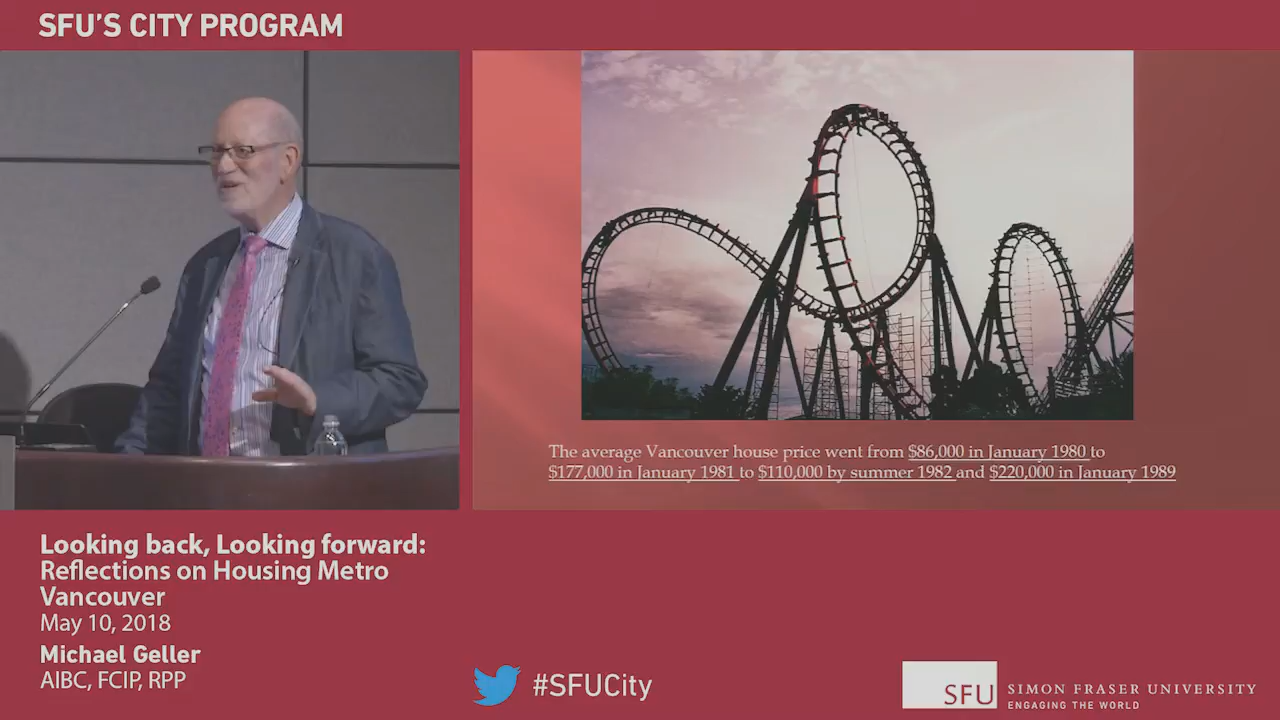 SFU'S CITY PROGRAM
The average Vancouver house price went from $86,000 in January 1980 to
$177,000 in January 1981 to $110,000 by summer 1982 and $220,000 in January 1989
Looking back, Looking forward:
Reflections on Housing Metro
Vancouver
May 10, 2018
Michael Geller
AIBC, FCIP, RPP
#SFUCity
SFU
SIMON FRASER UNIVERSITY
ENGAGING THE WORLD